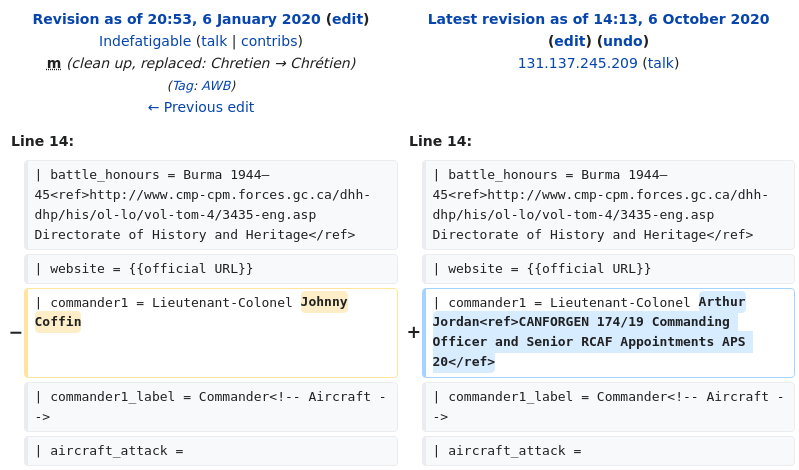 Revision as of 20:53, 6 January 2020 (edit)
Indefatigable (talk | contribs)
m (clean up, replaced: Chretien → Chrétien)
(Tag: AWB)
← Previous edit
Latest revision as of 14:13, 6 October 2020
(edit) (undo)
131.137.245.209 (talk)
Line 14:
Line 14:
| battle_honours = Burma 1944–
45<ref>http://www.cmp-cpm.forces.gc.ca/dhh-
dhp/his/ol-lo/vol-tom-4/3435-eng.asp
Directorate of History and Heritage</ref>
| battle_honours = Burma 1944–
45<ref>http://www.cmp-cpm.forces.gc.ca/dhh-
dhp/his/ol-lo/vol-tom-4/3435-eng.asp
Directorate of History and Heritage</ref>
| website = {{official URL}}
| website = {{official URL}}
−
| commander1 = Lieutenant-Colonel Johnny
Coffin
+
| commander1 = Lieutenant-Colonel Arthur
Jordan<ref>CANFORGEN 174/19 Commanding
Officer and Senior RCAF Appointments APS
20</ref>
| commander1_label = Commander<!-- Aircraft -
->
| commander1_label = Commander<!-- Aircraft -
->
| aircraft_attack =
| aircraft_attack =